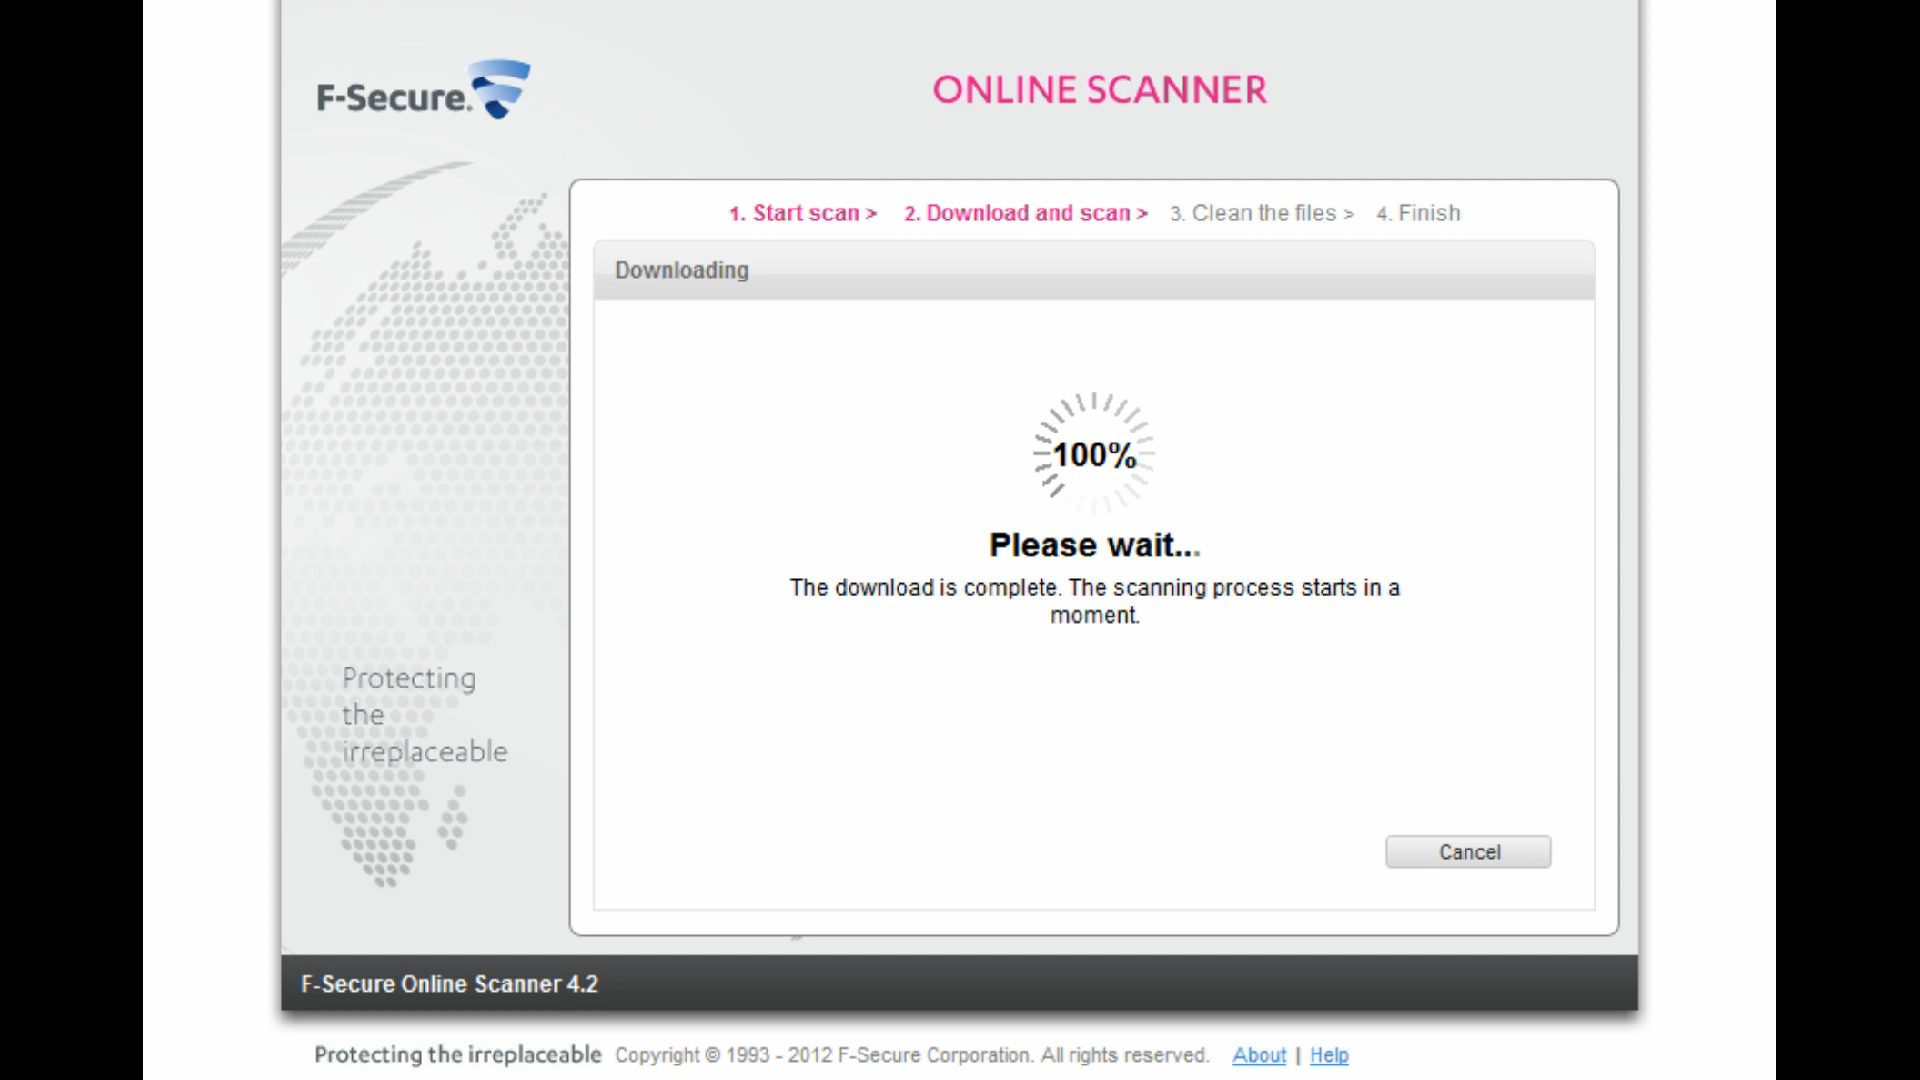 F-Secure.
ONLINE SCANNER
1. Start scan > 2. Download and scan > 3. Clean the files > 4. Finish
Downloading
100%
Please wait...
The download is complete. The scanning process starts in a
moment.
Protecting
the
irreplaceable
Cancel
F-Secure Online Scanner 4.2
Protecting the irreplaceable Copyright © 1993 - 2012 F-Secure Corporation. All rights reserved. About | Help